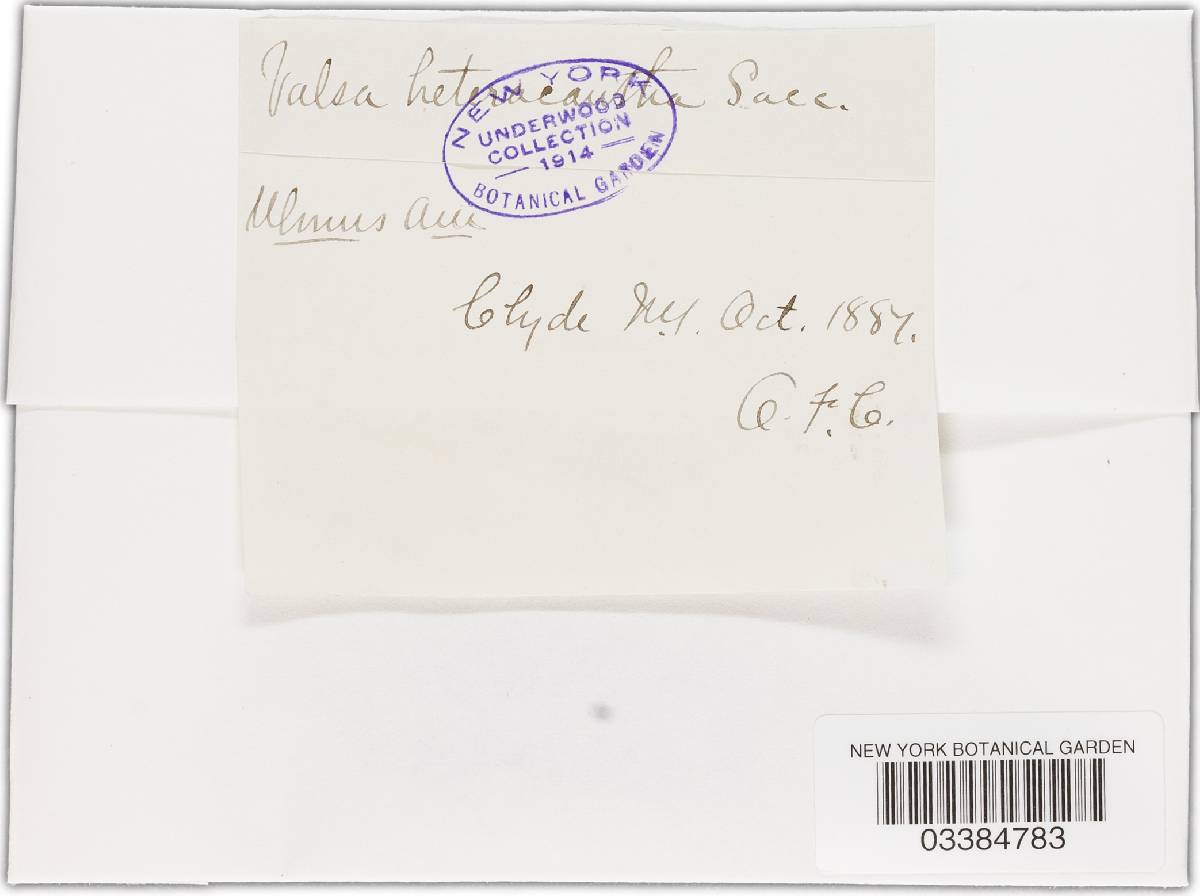 Valsa heteracantha Sacc.
NEW YORK
UNDERWOOD
COLLECTION
— 1914 —
BOTANICAL GARDEN
Ulmus Am
Clyde N.Y. Oct. 1887.
O. F. C.
NEW YORK BOTANICAL GARDEN
03384783